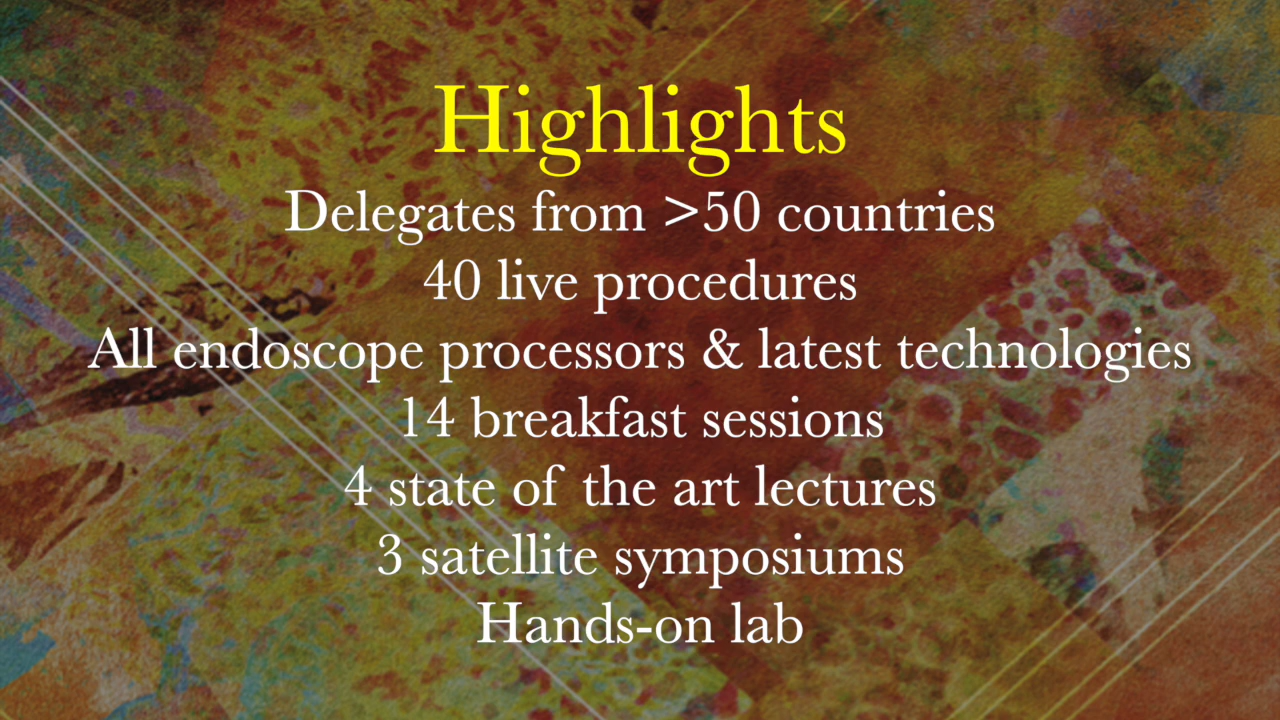 Highlights
Delegates from >50 countries
40 live procedures
All endoscope processors & latest technologies
14 breakfast sessions
4 state of the art lectures
3 satellite symposiums
Hands-on lab